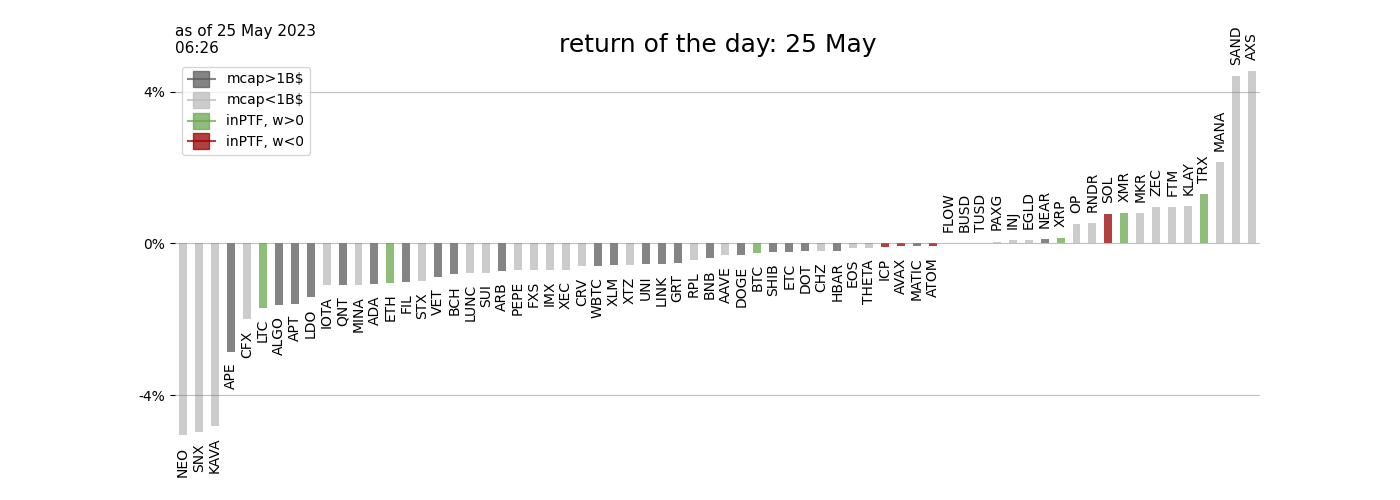 as of 25 May 2023
06:26
return of the day: 25 May
mcap>1B$
mcap<1B$
inPTF, w>0
inPTF, w<0
4%
0%
-4%
NEO
SNX
KAVA
APE
CFX
LTC
ALGO
APT
LDO
IOTA
QNT
MINA
ADA
ETH
FIL
STX
VET
BCH
LUNC
SUI
ARB
PEPE
FXS
IMX
XEC
CRV
WBTC
XLM
XTZ
UNI
LINK
GRT
RPL
BNB
AAVE
DOGE
BTC
SHIB
ETC
DOT
CHZ
HBAR
EOS
THETA
ICP
AVAX
MATIC
ATOM
FLOW
BUSD
TUSD
PAXG
INJ
EGLD
NEAR
XRP
OP
RNDR
SOL
XMR
MKR
ZEC
FTM
KLAY
TRX
MANA
SAND
AXS